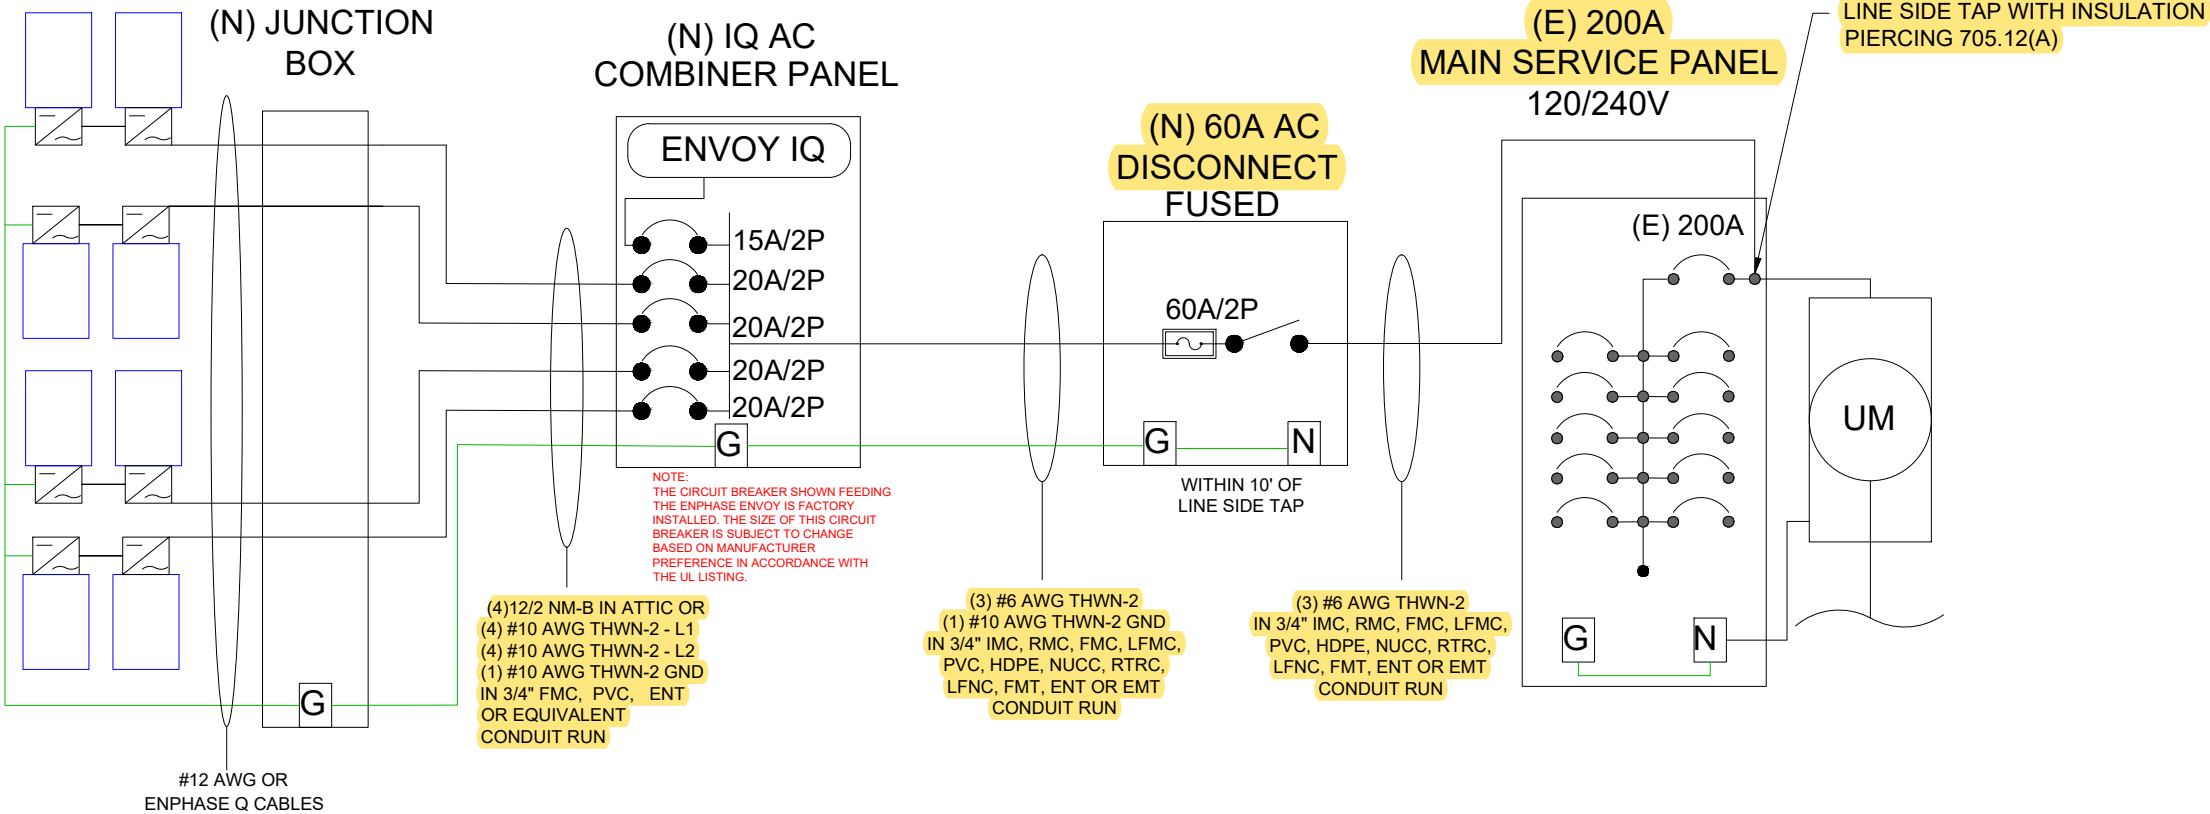 (N) JUNCTION
BOX
(N) IQ AC
COMBINER PANEL
(E) 200A
MAIN SERVICE PANEL
120/240V
LINE SIDE TAP WITH INSULATION
PIERCING 705.12(A)
(N) 60A AC
DISCONNECT
FUSED
ENVOY IQ
15A/2P
20A/2P
20A/2P
20A/2P
20A/2P
G
NOTE:
THE CIRCUIT BREAKER SHOWN FEEDING
THE ENPHASE ENVOY IS FACTORY
INSTALLED. THE SIZE OF THIS CIRCUIT
BREAKER IS SUBJECT TO CHANGE
BASED ON MANUFACTURER
PREFERENCE IN ACCORDANCE WITH
THE UL LISTING.
60A/2P
G
N
WITHIN 10' OF
LINE SIDE TAP
(E) 200A
UM
G
N
G
(4)12/2 NM-B IN ATTIC OR
(4) #10 AWG THWN-2 - L1
(4) #10 AWG THWN-2 - L2
(1) #10 AWG THWN-2 GND
IN 3/4" FMC, PVC, ENT
OR EQUIVALENT
CONDUIT RUN
(3) #6 AWG THWN-2
(1) #10 AWG THWN-2 GND
IN 3/4" IMC, RMC, FMC, LFMC,
PVC, HDPE, NUCC, RTRC,
LFNC, FMT, ENT OR EMT
CONDUIT RUN
(3) #6 AWG THWN-2
IN 3/4" IMC, RMC, FMC, LFMC,
PVC, HDPE, NUCC, RTRC,
LFNC, FMT, ENT OR EMT
CONDUIT RUN
#12 AWG OR
ENPHASE Q CABLES